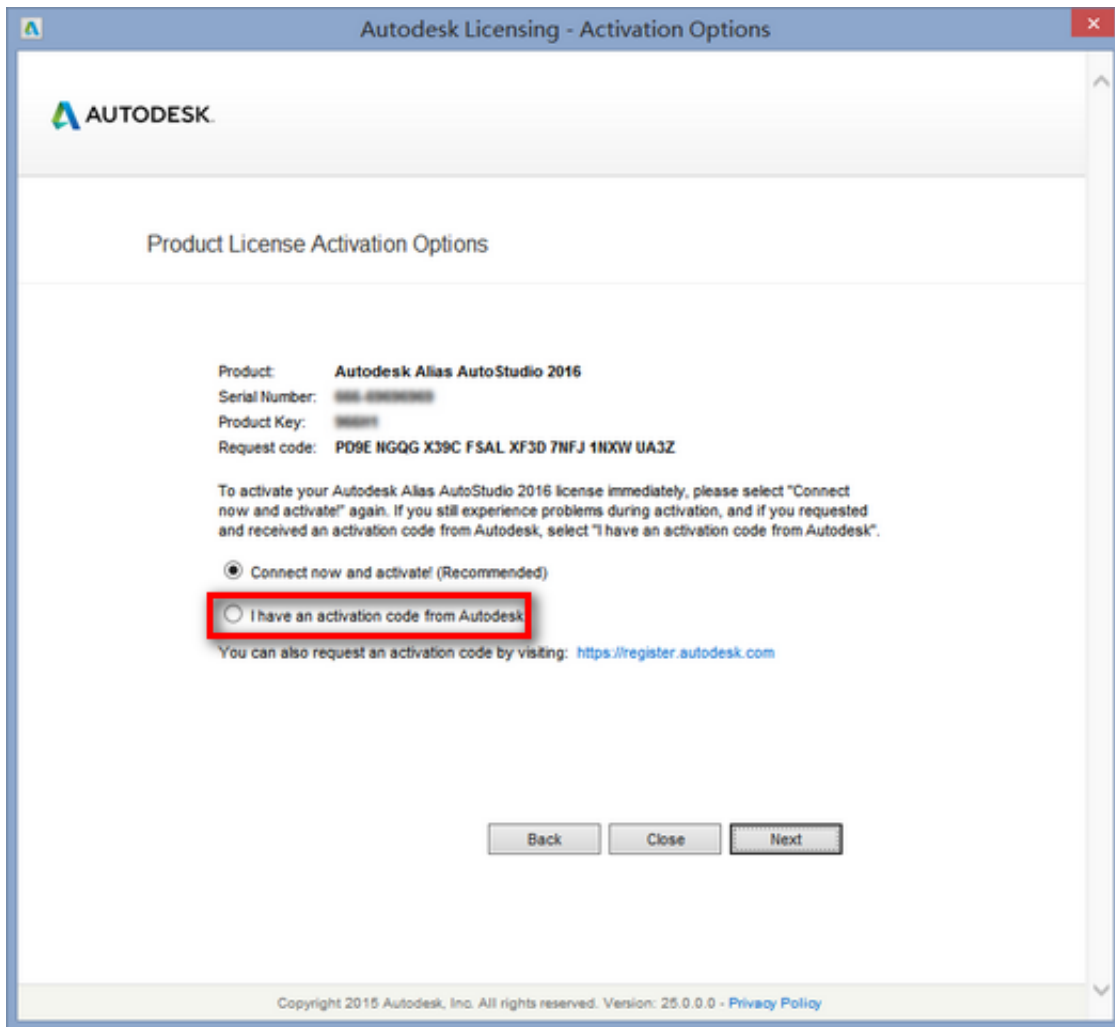 Autodesk Licensing - Activation Options
AUTODESK.
Product License Activation Options
Product: Autodesk Alias AutoStudio 2016
Serial Number:
Product Key:
Request code: PD9E NGQG X39C FSAL XF3D 7NFJ 1NXW UA3Z
To activate your Autodesk Alias AutoStudio 2016 license immediately, please select "Connect
now and activate!" again. If you still experience problems during activation, and if you requested
and received an activation code from Autodesk, select "I have an activation code from Autodesk".
Connect now and activate! (Recommended)
I have an activation code from Autodesk
You can also request an activation code by visiting: https://register.autodesk.com
Back Close Next
Copyright 2015 Autodesk, Inc. All rights reserved. Version: 25.0.0.0 - Privacy Policy